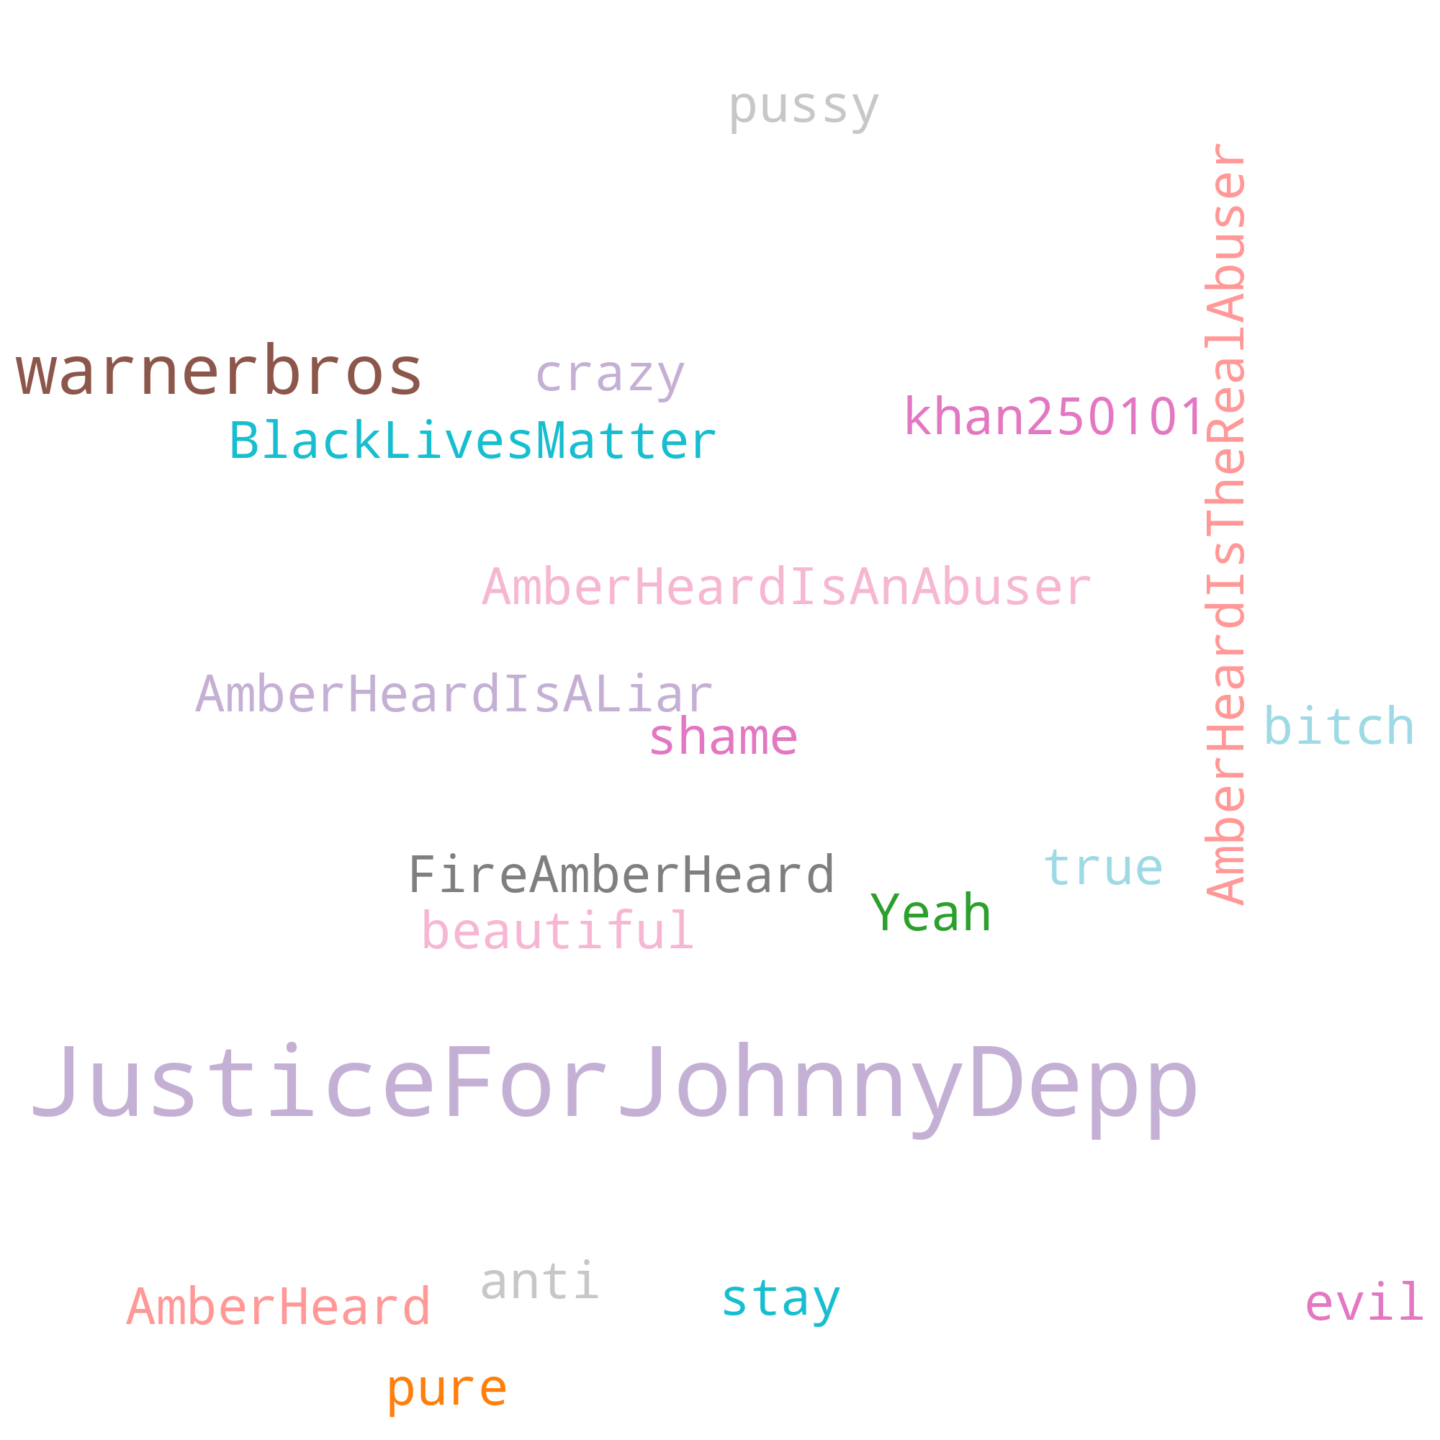 pussy
AmberHeardIsTheRealAbuser
warnerbros
crazy
khan250101
BlackLivesMatter
AmberHeardIsAnAbuser
AmberHeardIsALiar
bitch
shame
FireAmberHeard
true
Yeah
beautiful
JusticeForJohnnyDepp
anti
stay
evil
AmberHeard
pure